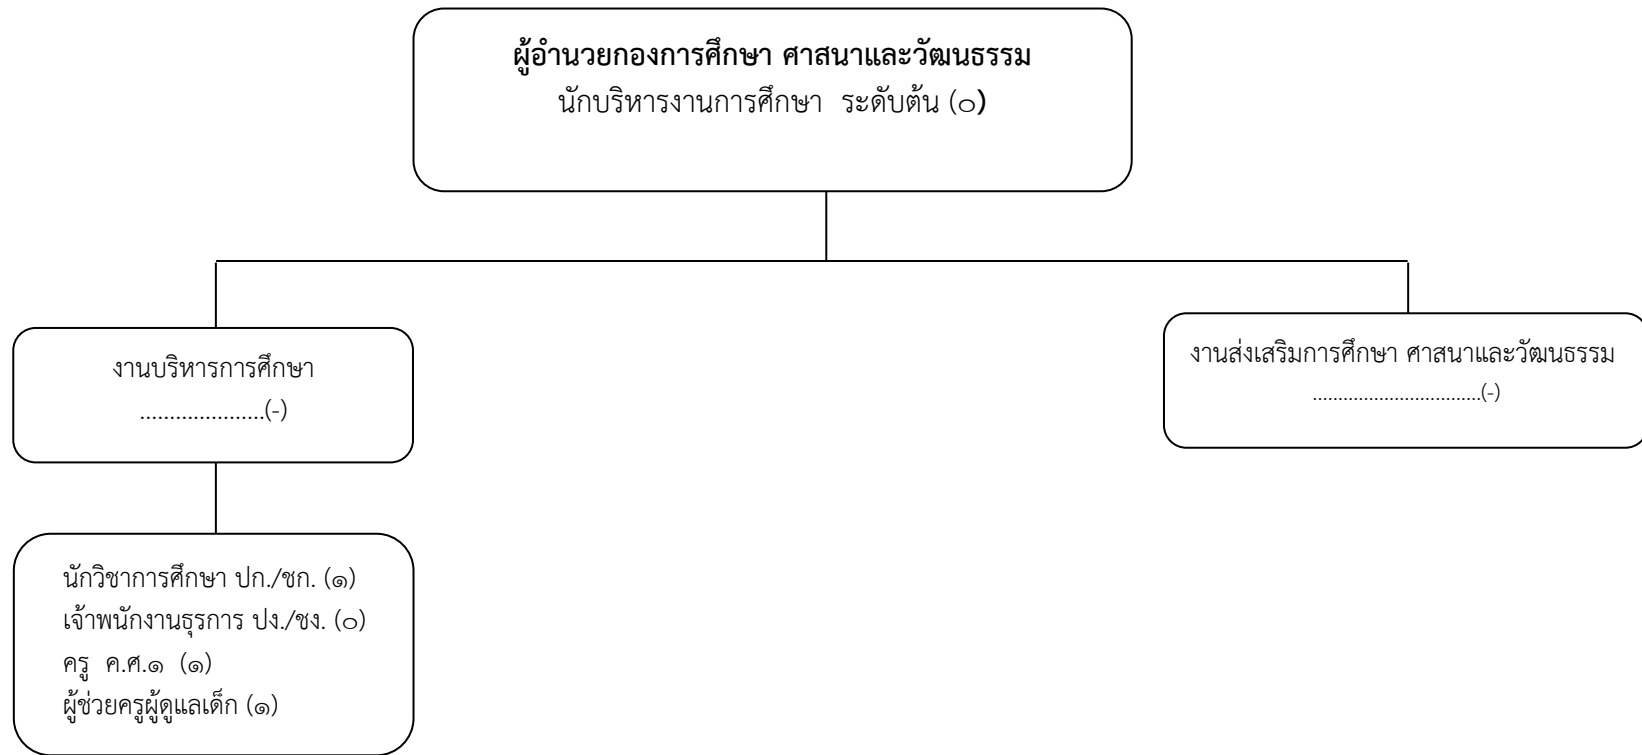 ผู้อำนวยกองการศึกษา ศาสนาและวัฒนธรรม
นักบริหารงานการศึกษา ระดับต้น (๐)
งานบริหารการศึกษา
.....................(-)
งานส่งเสริมการศึกษา ศาสนาและวัฒนธรรม
.................................(-)
นักวิชาการศึกษา ปก./ชก. (๑)
เจ้าพนักงานธุรการ ปง./ชง. (๐)
ครู ค.ศ.๑ (๑)
ผู้ช่วยครูผู้ดูแลเด็ก (๑)